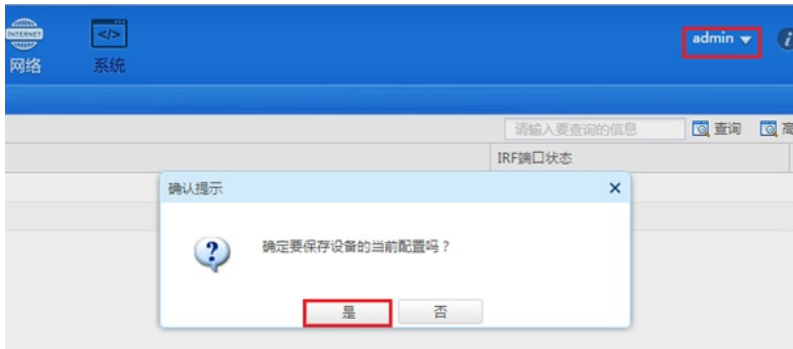 INTERNET
网络
</>
系统
admin
i
请输入要查询的信息
查询
高
IRF端口状态
确认提示
确定要保存设备的当前配置吗？
是
否